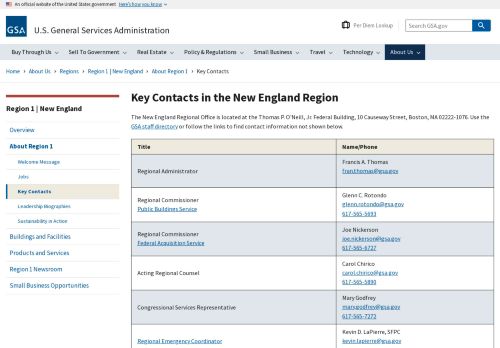 An official website of the United States government Here's how you know
GSA
U.S. General Services Administration
Per Diem Lookup
Search GSA.gov
Buy Through Us
Sell To Government
Real Estate
Policy & Regulations
Small Business
Travel
Technology
About Us
Home › About Us › Regions › Region 1 | New England › About Region 1 › Key Contacts
Region 1 | New England
Overview
About Region 1
Welcome Message
Jobs
Key Contacts
Leadership Biographies
Sustainability in Action
Buildings and Facilities
Products and Services
Region 1 Newsroom
Small Business Opportunities
Key Contacts in the New England Region
The New England Regional Office is located at the Thomas P. O'Neill, Jr. Federal Building, 10 Causeway Street, Boston, MA 02222-1076. Use the
GSA staff directory or follow the links to find contact information not shown below.
Title
Name/Phone
Regional Administrator
Francis A. Thomas
fran.thomas@gsa.gov
Regional Commissioner
Public Buildings Service
Glenn C. Rotondo
glenn.rotondo@gsa.gov
617-565-5693
Regional Commissioner
Federal Acquisition Service
Joe Nickerson
joe.nickerson@gsa.gov
617-565-6727
Acting Regional Counsel
Carol Chirico
carol.chirico@gsa.gov
617-565-5890
Congressional Services Representative
Mary Godfrey
mary.godfrey@gsa.gov
617-565-7272
Regional Emergency Coordinator
Kevin D. LaPierre, SFPC
kevin.lapierre@gsa.gov